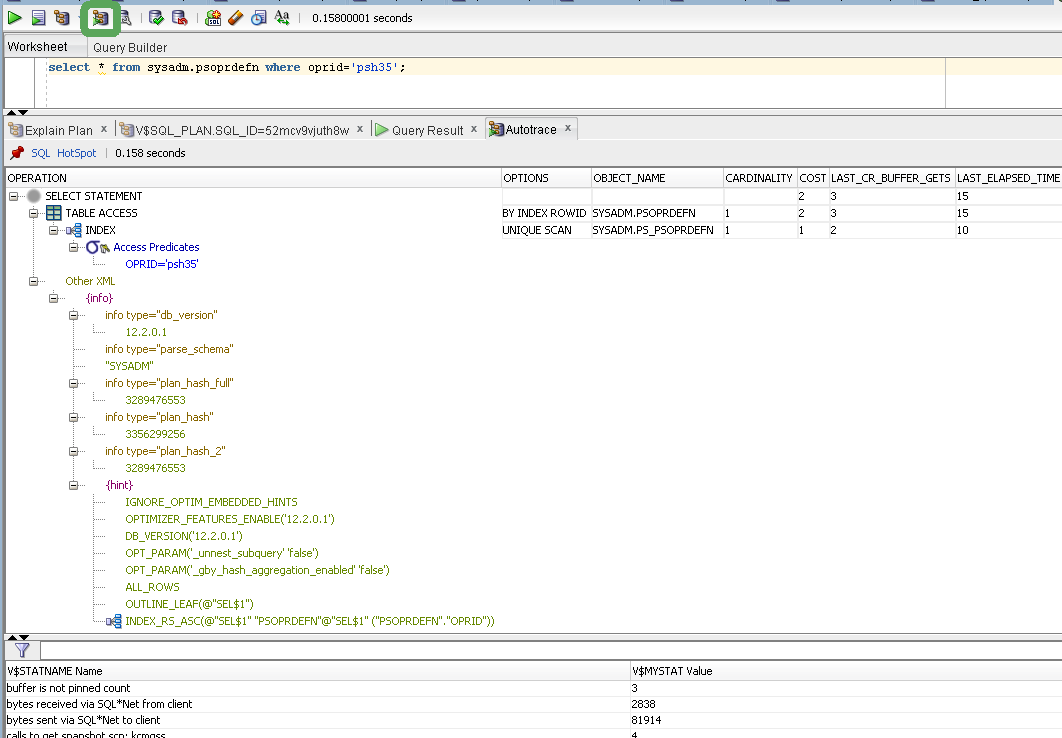 0.15800001 seconds
Worksheet Query Builder
select * from sysadm.psoprdefn where oprid='psh35';
Explain Plan x V$SQL_PLAN.SQL_ID=52mcv9vjuth8w x Query Result x Autotrace x
SQL HotSpot 0.158 seconds
OPERATION OPTIONS OBJECT_NAME CARDINALITY COST LAST_CR_BUFFER_GETS LAST_ELAPSED_TIME
SELECT STATEMENT 2 3 15
TABLE ACCESS BY INDEX ROWID SYSADM.PSOPRDEFN 1 2 3 15
INDEX UNIQUE SCAN SYSADM.PS_PSOPRDEFN 1 1 2 10
Access Predicates
OPRID='psh35'
Other XML
{info}
info type="db_version"
12.2.0.1
info type="parse_schema"
"SYSADM"
info type="plan_hash_full"
3289476553
info type="plan_hash"
3356299256
info type="plan_hash_2"
3289476553
{hint}
IGNORE_OPTIM_EMBEDDED_HINTS
OPTIMIZER_FEATURES_ENABLE('12.2.0.1')
DB_VERSION('12.2.0.1')
OPT_PARAM('_unnest_subquery' 'false')
OPT_PARAM('_gby_hash_aggregation_enabled' 'false')
ALL_ROWS
OUTLINE_LEAF(@"SEL$1")
INDEX_RS_ASC(@"SEL$1" "PSOPRDEFN"@"SEL$1" ("PSOPRDEFN"."OPRID"))
V$STATNAME Name V$MYSTAT Value
buffer is not pinned count 3
bytes received via SQL*Net from client 2838
bytes sent via SQL*Net to client 81914
calls to get snapshot scn: kcmgss 4